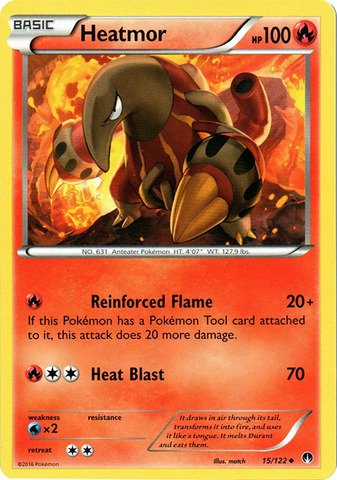 BASIC
Heatmor HP100
NO. 631 Anteater Pokémon HT: 4'07" WT: 127.9 lbs.
Reinforced Flame 20+
If this Pokémon has a Pokémon Tool card attached
to it, this attack does 20 more damage.
Heat Blast 70
weakness resistance
×2
retreat
It draws in air through its tail,
transforms it into fire, and uses
it like a tongue. It melts Durant
and eats them.
©2016 Pokémon
Illus. match 15/122